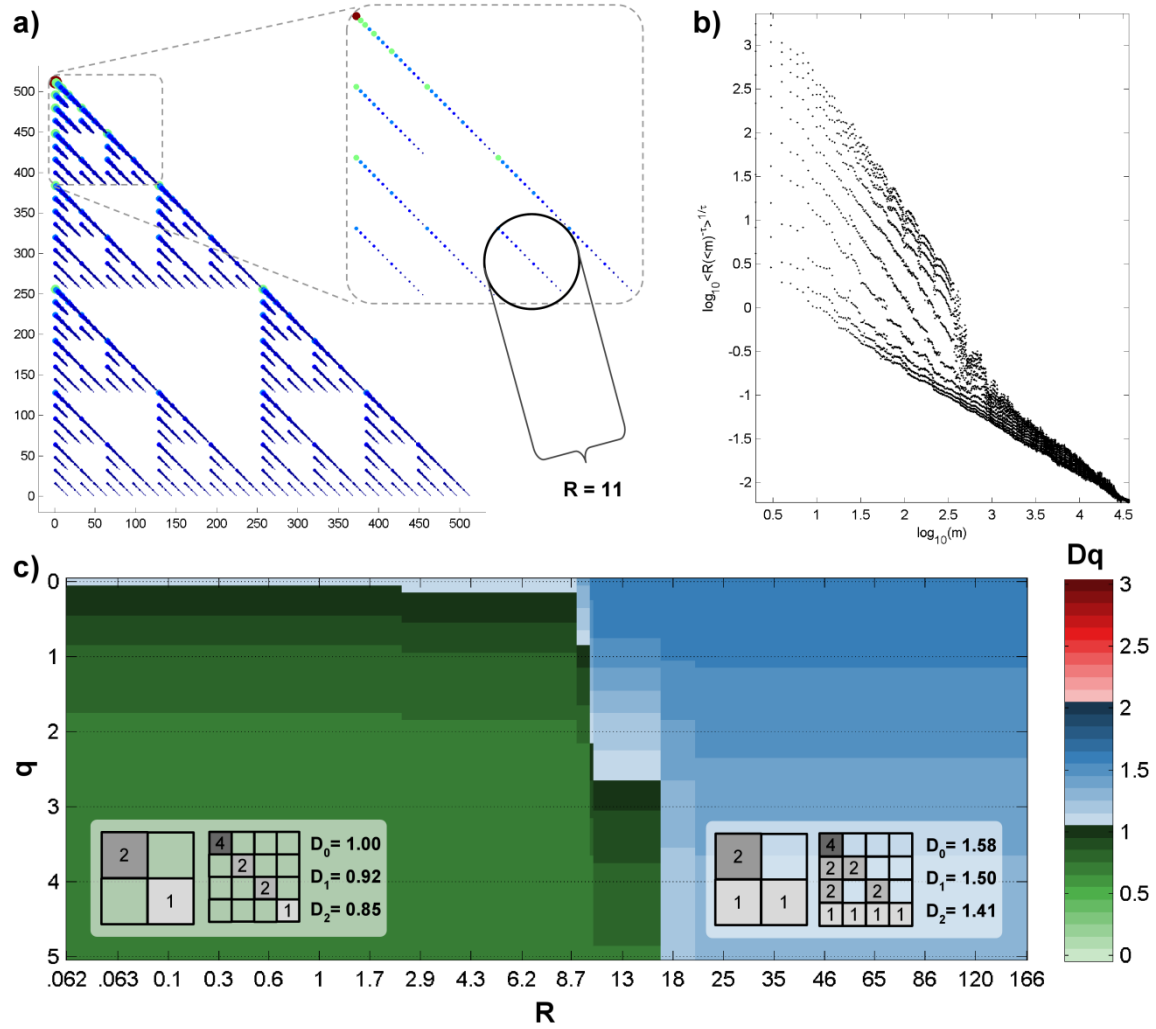 a)
500
450
400
350
300
250
200
150
100
50
0
0 50 100 150 200 250 300 350 400 450 500
R = 11
b)
3
2.5
2
1.5
1
0.5
0
-0.5
-1
-1.5
-2
0.5 1 1.5 2 2.5 3 3.5 4 4.5
log10<R(<m)-τ>1/τ
log10(m)
c)
Dq
0
1
2
3
4
5
q
2
1
4
2
2
1
D0= 1.00
D1= 0.92
D2= 0.85
2
1 1
4
2 2
2 2
1 1 1 1
D0= 1.58
D1= 1.50
D2= 1.41
.062 .063 0.1 0.3 0.6 1 1.7 2.9 4.9 6.2 8.7 13 18 25 35 46 65 86 120 166
R
3
2.5
2
1.5
1
0.5
0